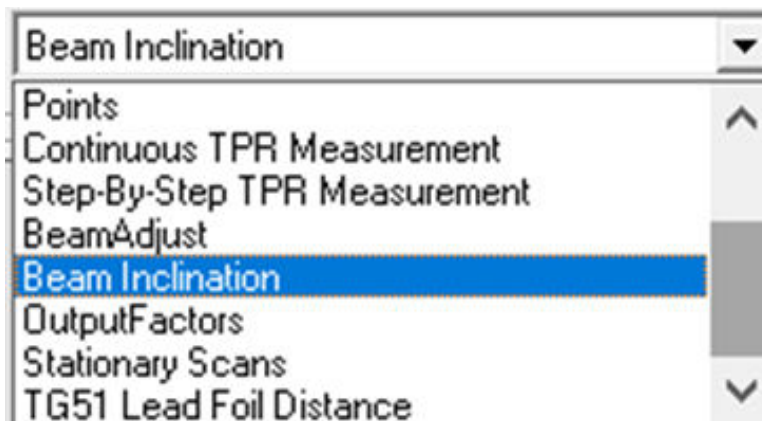 Beam Inclination
Points
Continuous TPR Measurement
Step-By-Step TPR Measurement
BeamAdjust
Beam Inclination
OutputFactors
Stationary Scans
TG51 Lead Foil Distance